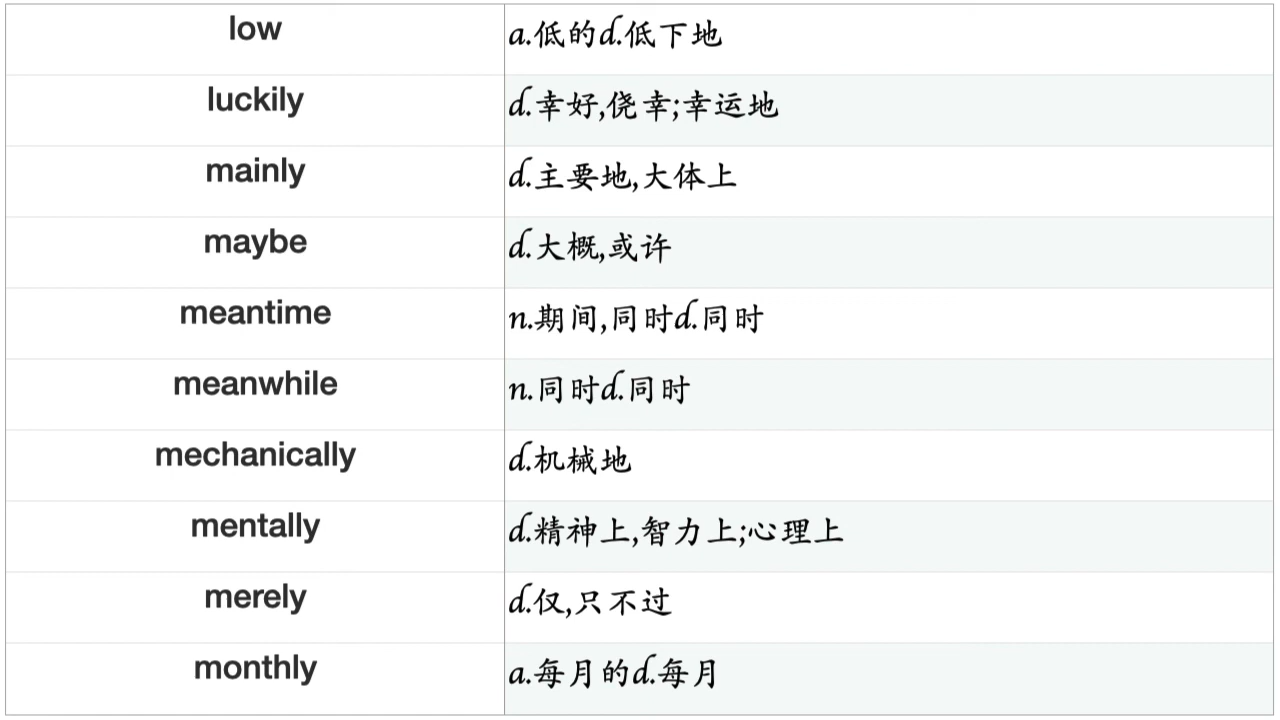 low a.低的d.低下地
luckily d.幸好,侥幸;幸运地
mainly d.主要地,大体上
maybe d.大概,或许
meantime n.期间,同时d.同时
meanwhile n.同时d.同时
mechanically d.机械地
mentally d.精神上,智力上;心理上
merely d.仅,只不过
monthly a.每月的d.每月